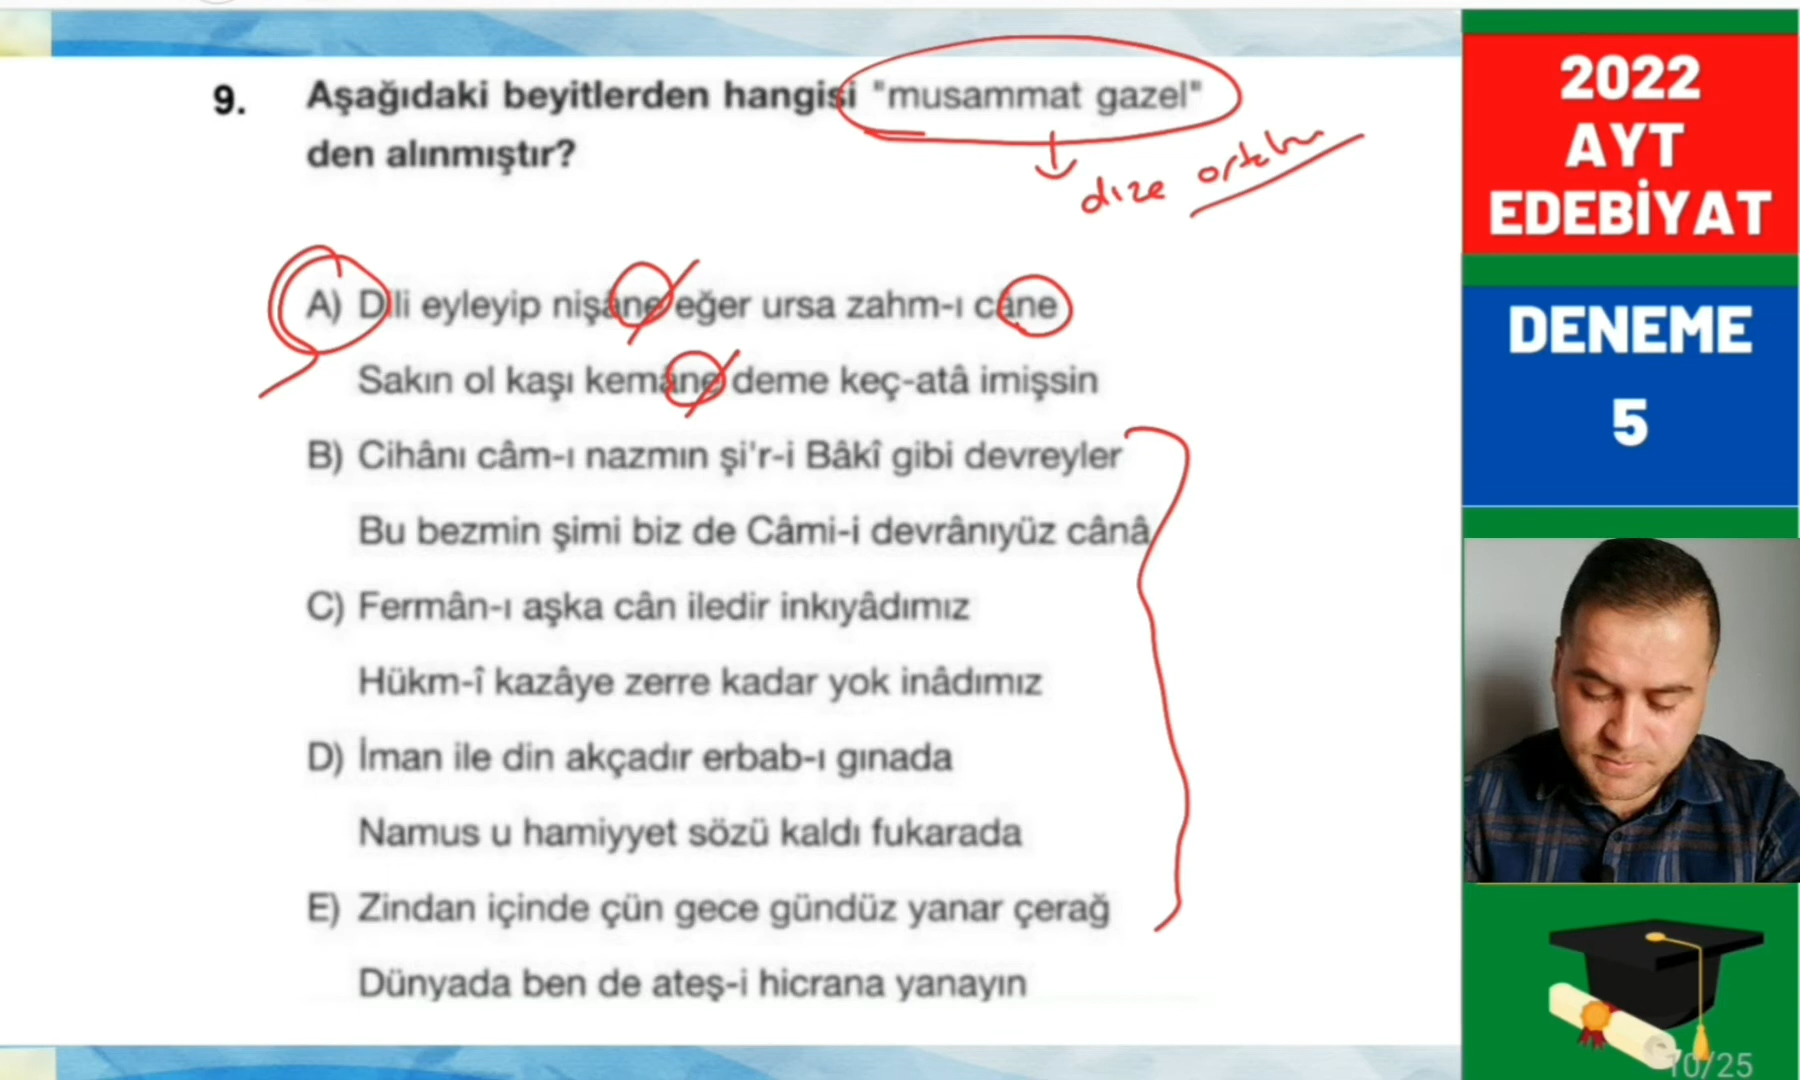 9. Aşağıdaki beyitlerden hangisi "musammat gazel"
den alınmıştır?
dize
A) Dili eyleyip nişâne eğer ursa zahm-ı câne
Sakın ol kaşı kemâne deme keç-atâ imişsin
B) Cihânı câm-ı nazmın şi'r-i Bâkî gibi devreyler
Bu bezmin şimi biz de Câmi-i devrânıyüz cânâ
C) Fermân-ı aşka cân iledir inkıyâdımız
Hükm-î kazâye zerre kadar yok inâdımız
D) İman ile din akçadır erbab-ı gınada
Namus u hamiyyet sözü kaldı fukarada
E) Zindan içinde çün gece gündüz yanar çerağ
Dünyada ben de ateş-i hicrana yanayın
2022
AYT
EDEBİYAT
DENEME
5
10/25